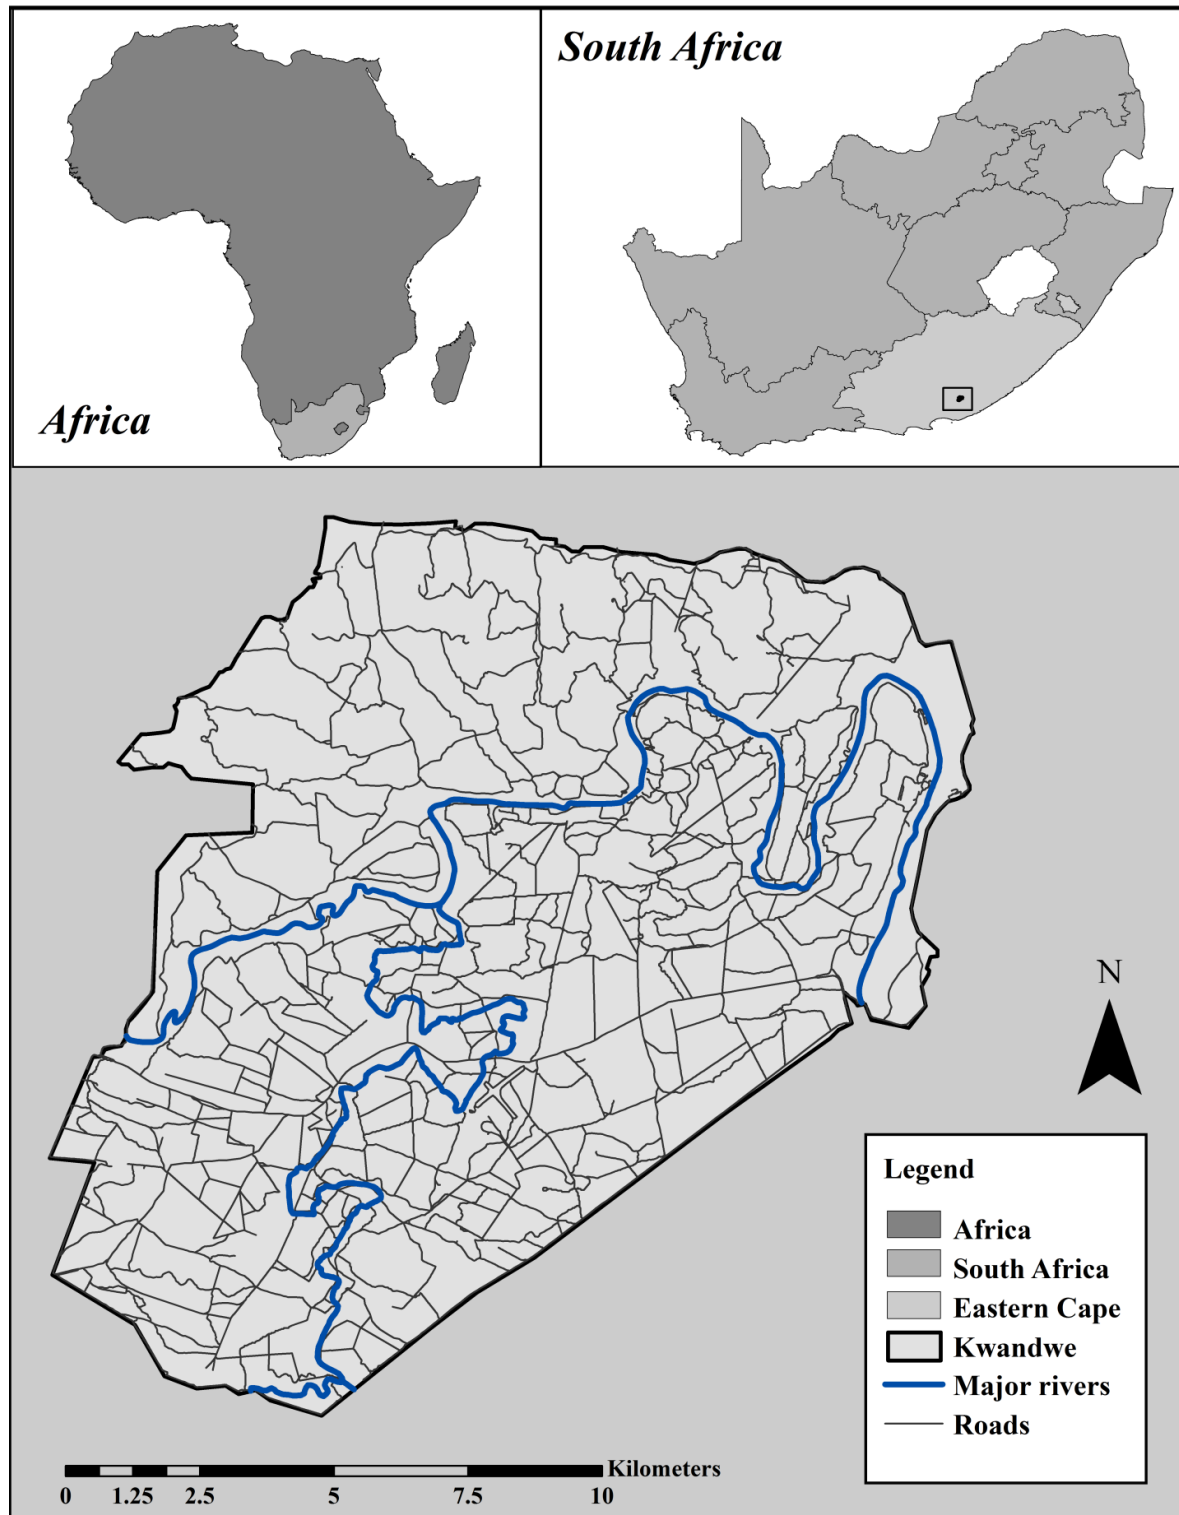 South Africa
Africa
N
Legend
Africa
South Africa
Eastern Cape
Kwandwe
Major rivers
Roads
Kilometers
0 1.25 2.5 5 7.5 10